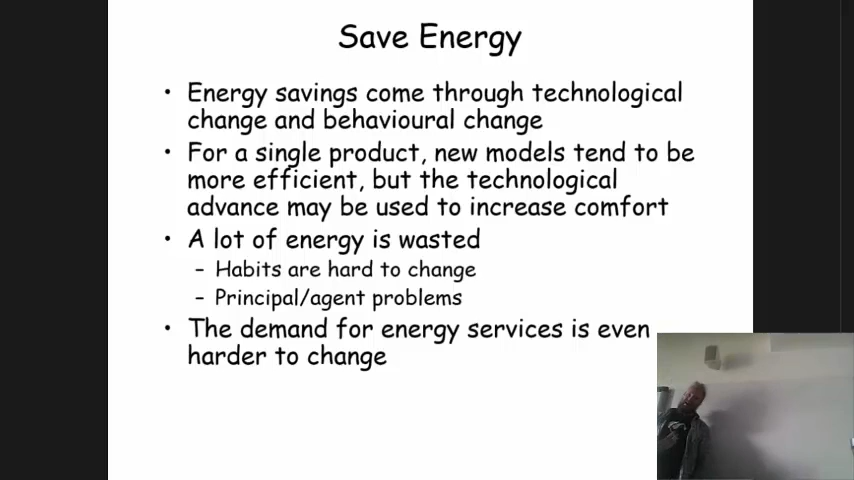 Save Energy
• Energy savings come through technological
change and behavioural change
• For a single product, new models tend to be
more efficient, but the technological
advance may be used to increase comfort
• A lot of energy is wasted
– Habits are hard to change
– Principal/agent problems
• The demand for energy services is even
harder to change